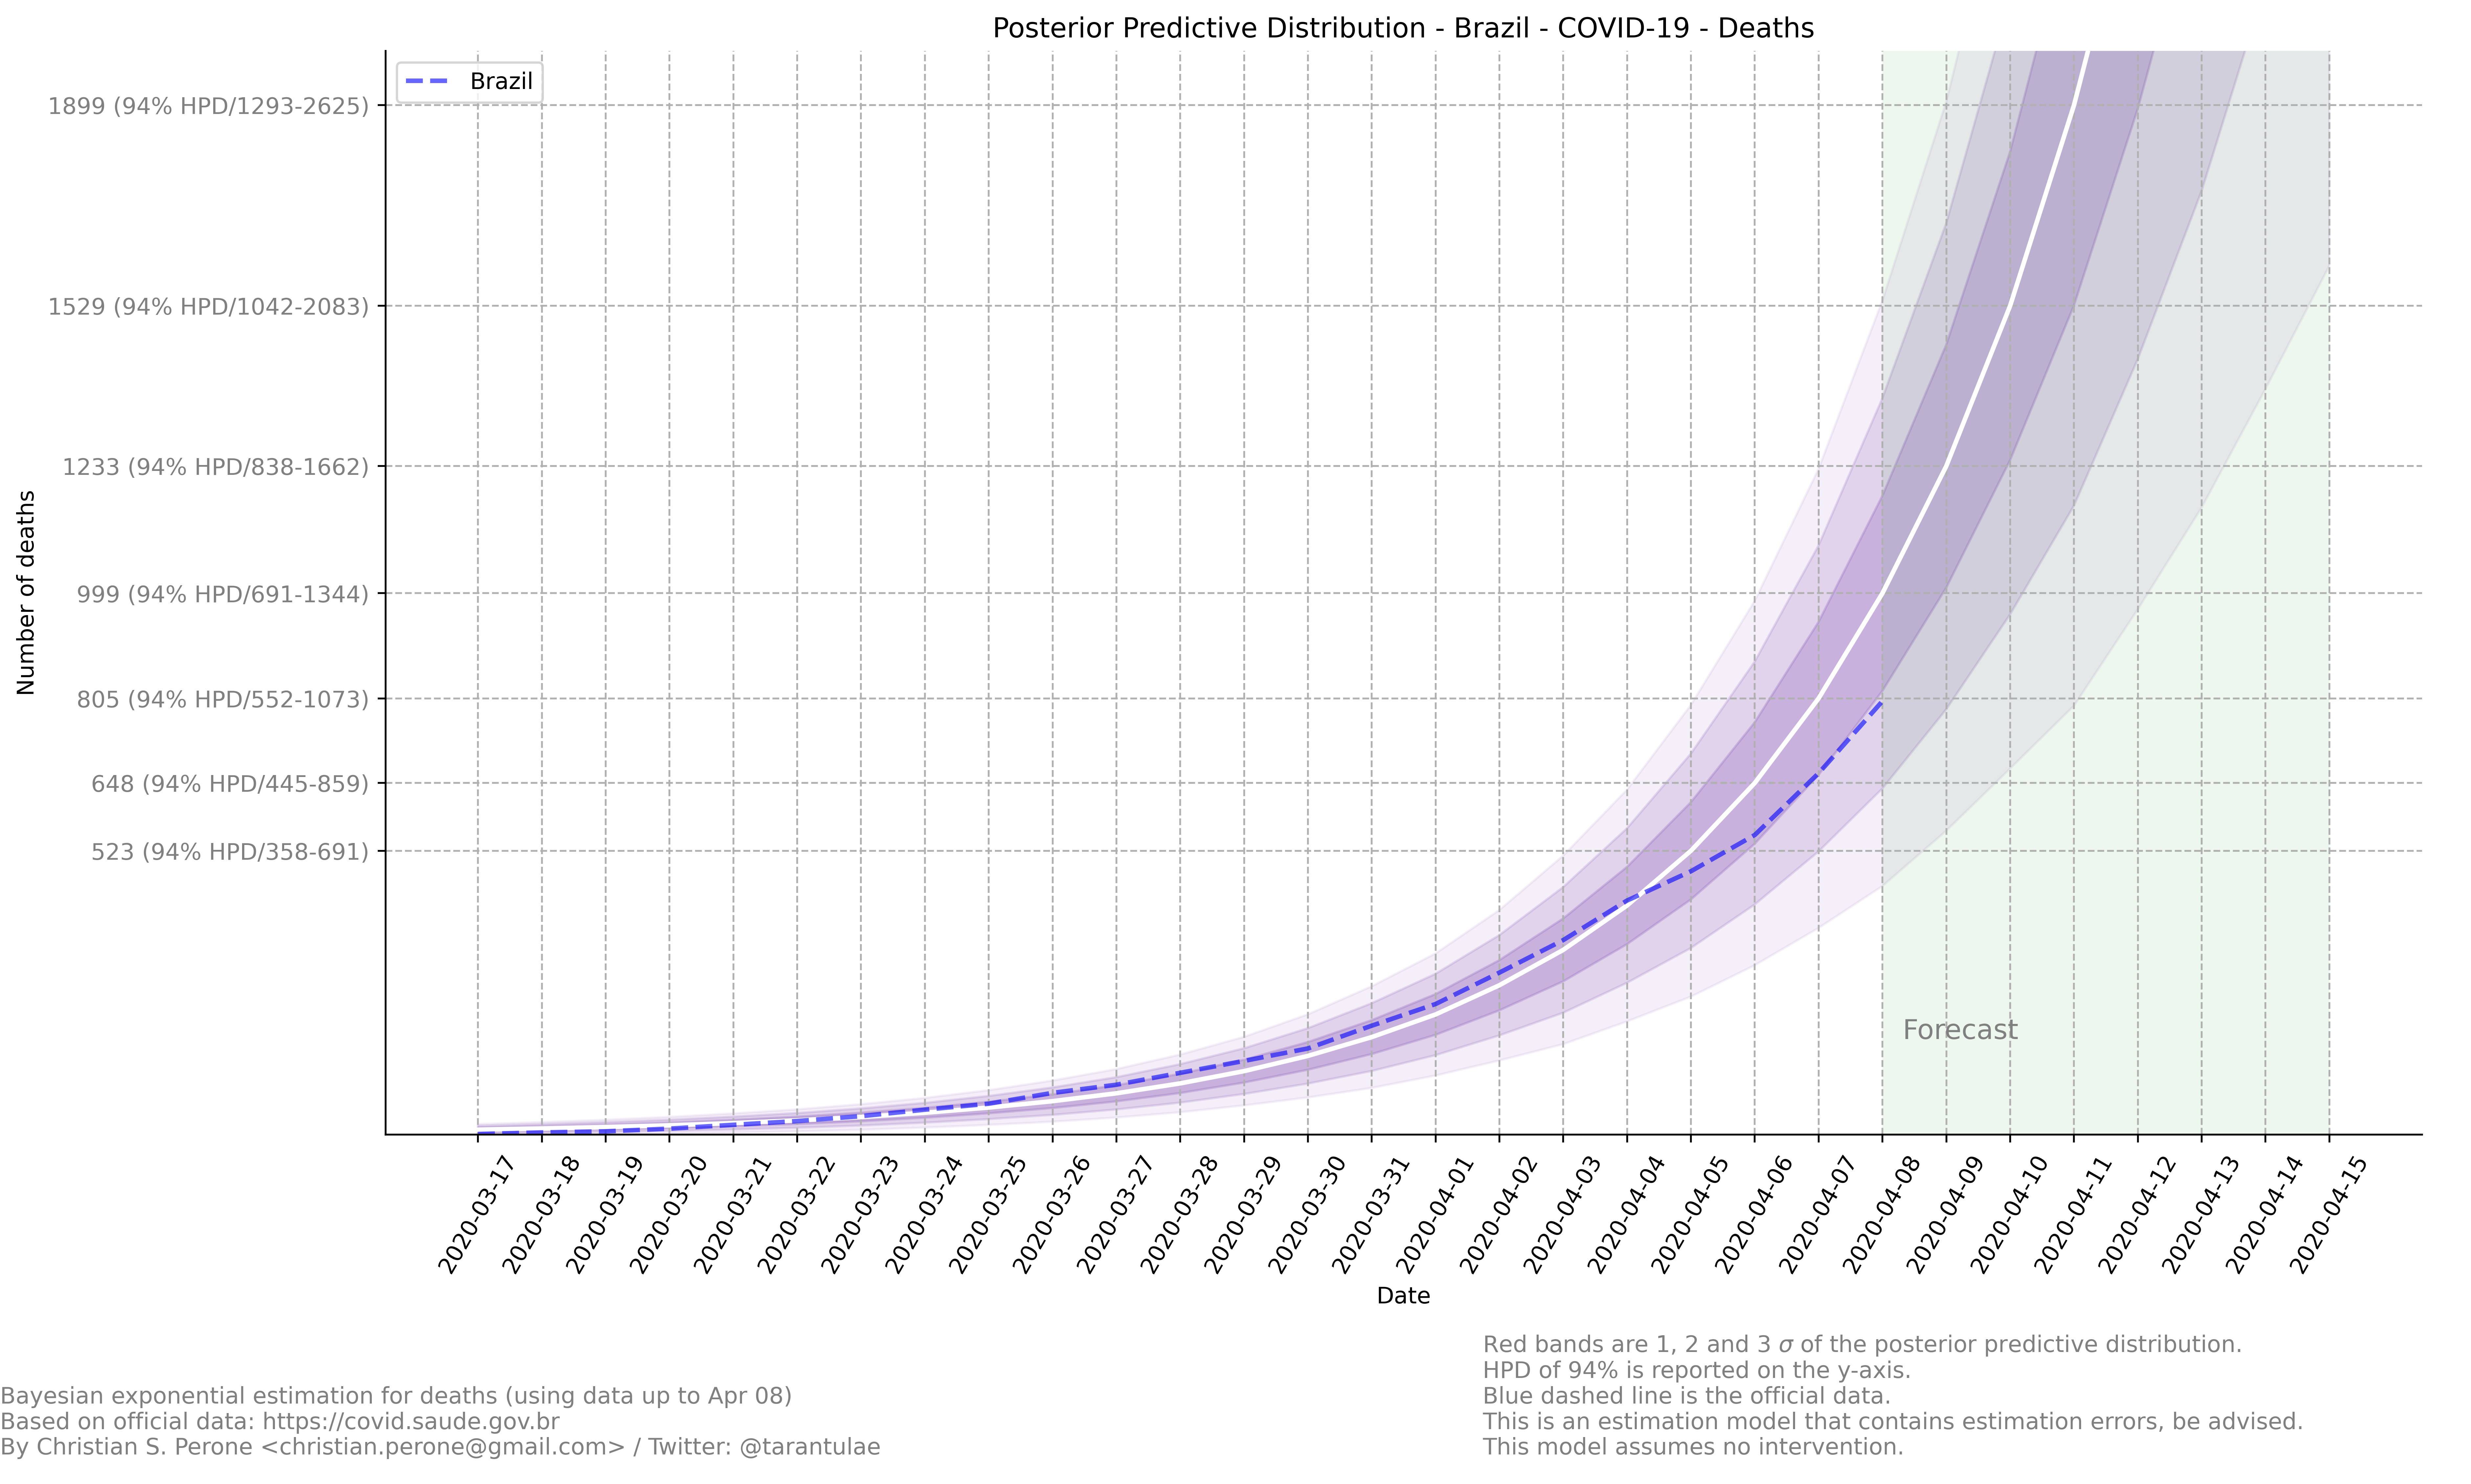 Posterior Predictive Distribution - Brazil - COVID-19 - Deaths
Brazil
1899 (94% HPD/1293-2625)
1529 (94% HPD/1042-2083)
1233 (94% HPD/838-1662)
999 (94% HPD/691-1344)
805 (94% HPD/552-1073)
648 (94% HPD/445-859)
523 (94% HPD/358-691)
Number of deaths
Forecast
2020-03-17
2020-03-18
2020-03-19
2020-03-20
2020-03-21
2020-03-22
2020-03-23
2020-03-24
2020-03-25
2020-03-26
2020-03-27
2020-03-28
2020-03-29
2020-03-30
2020-03-31
2020-04-01
2020-04-02
2020-04-03
2020-04-04
2020-04-05
2020-04-06
2020-04-07
2020-04-08
2020-04-09
2020-04-10
2020-04-11
2020-04-12
2020-04-13
2020-04-14
2020-04-15
Date
Red bands are 1, 2 and 3 σ of the posterior predictive distribution.
HPD of 94% is reported on the y-axis.
Blue dashed line is the official data.
This is an estimation model that contains estimation errors, be advised.
This model assumes no intervention.
Bayesian exponential estimation for deaths (using data up to Apr 08)
Based on official data: https://covid.saude.gov.br
By Christian S. Perone <christian.perone@gmail.com> / Twitter: @tarantulae